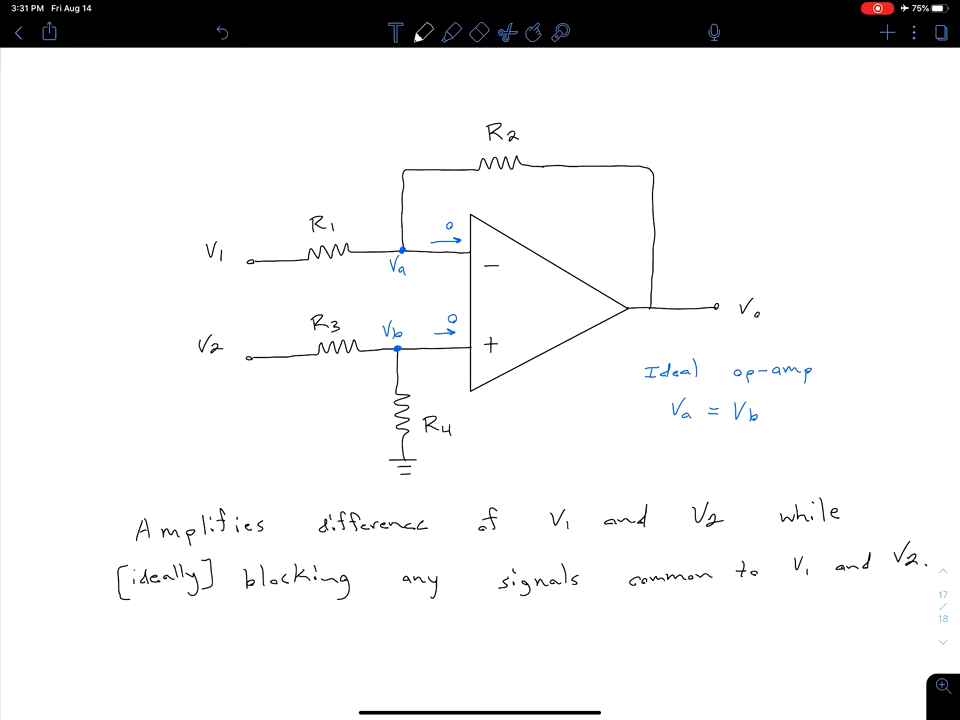 3:31 PM Fri Aug 14
75%
T
R2
R1
0
V1
Va
−
R3
Vb
0
Vo
V2
+
Ideal op-amp
Va = Vb
R4
Amplifies difference of V1 and V2 while
[ideally] blocking any signals common to V1 and V2.
17
/
18